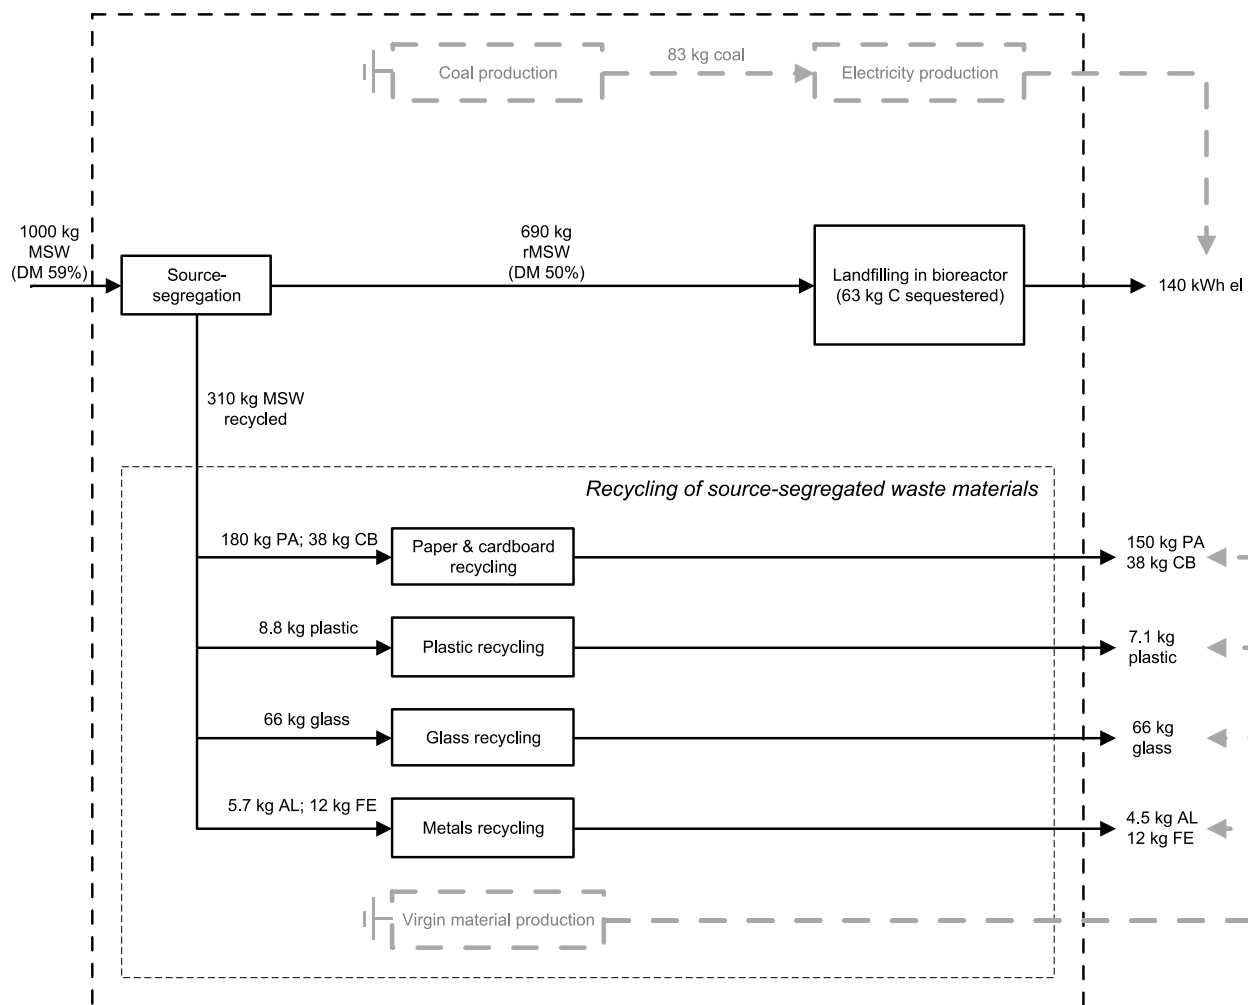 Coal production
83 kg coal
Electricity production
1000 kg
MSW
(DM 59%)
Source-
segregation
690 kg
rMSW
(DM 50%)
Landfilling in bioreactor
(63 kg C sequestered)
140 kWh el
310 kg MSW
recycled
Recycling of source-segregated waste materials
180 kg PA; 38 kg CB
Paper & cardboard
recycling
150 kg PA
38 kg CB
8.8 kg plastic
Plastic recycling
7.1 kg
plastic
66 kg glass
Glass recycling
66 kg
glass
5.7 kg AL; 12 kg FE
Metals recycling
4.5 kg AL
12 kg FE
Virgin material production